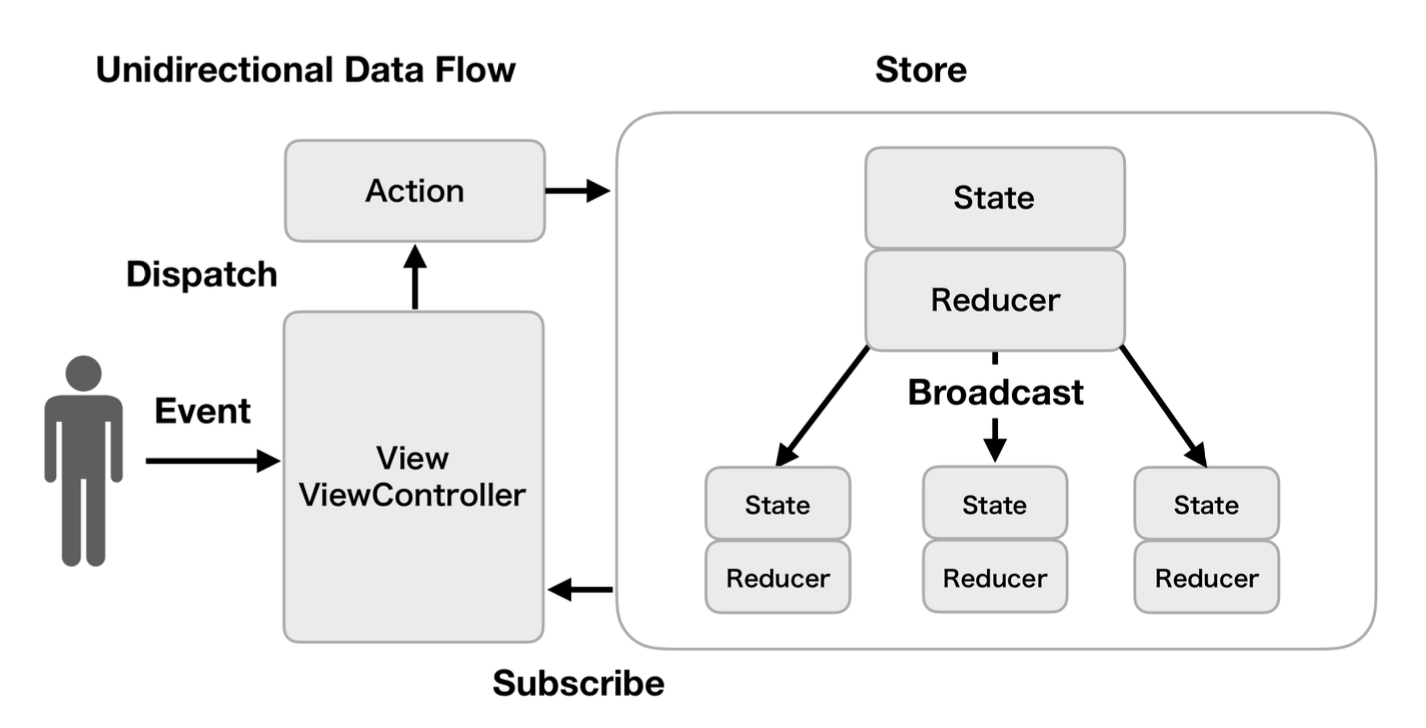 Unidirectional Data Flow
Store
Action
State
Reducer
Dispatch
Event
View
ViewController
Broadcast
State
Reducer
State
Reducer
State
Reducer
Subscribe